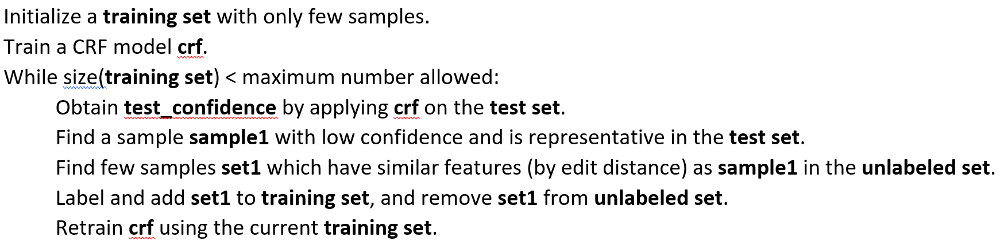 Initialize a training set with only few samples.
Train a CRF model crf.
While size(training set) < maximum number allowed:
Obtain test_confidence by applying crf on the test set.
Find a sample sample1 with low confidence and is representative in the test set.
Find few samples set1 which have similar features (by edit distance) as sample1 in the unlabeled set.
Label and add set1 to training set, and remove set1 from unlabeled set.
Retrain crf using the current training set.